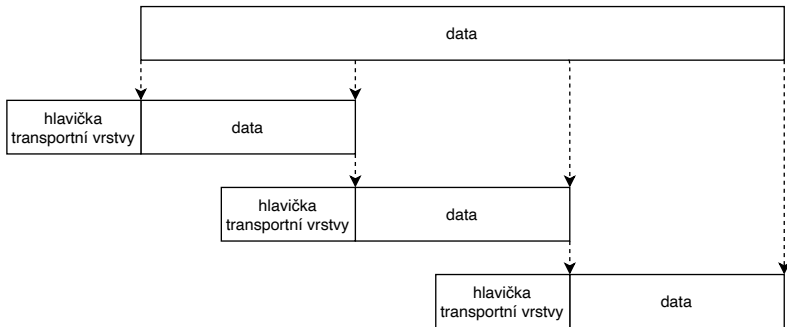 data
hlavička
transportní vrstvy
data
hlavička
transportní vrstvy
data
hlavička
transportní vrstvy
data